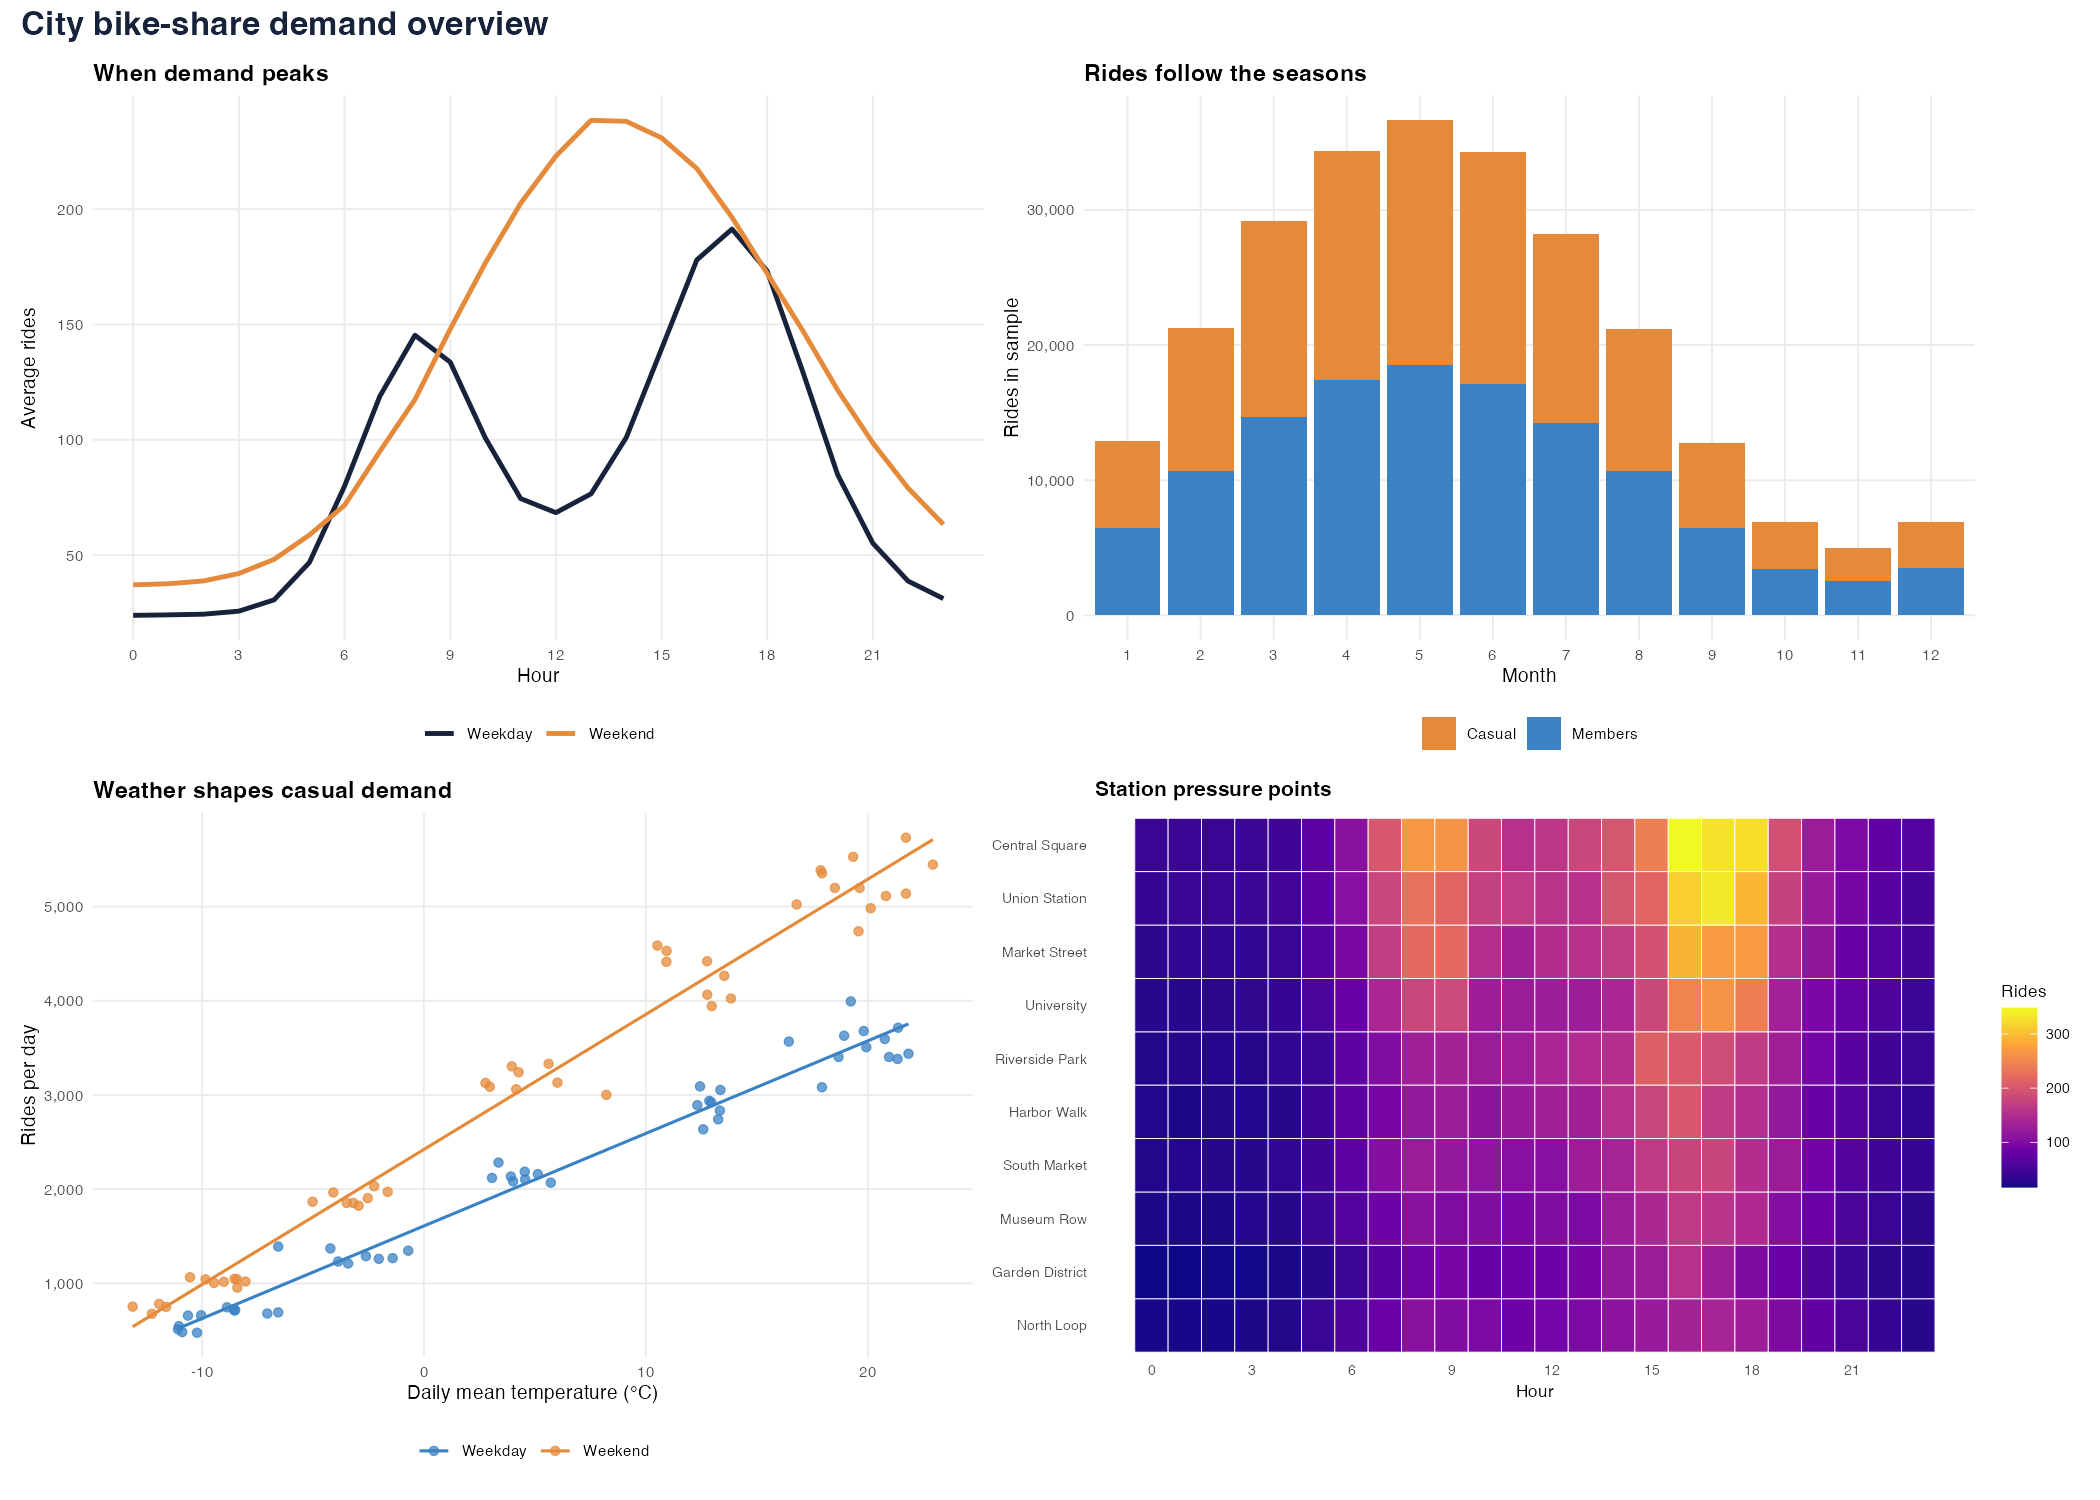 City bike-share demand overview
When demand peaks
Average rides
200
150
100
50
0 3 6 9 12 15 18 21
Hour
Weekday Weekend
Rides follow the seasons
Rides in sample
30,000
20,000
10,000
0
1 2 3 4 5 6 7 8 9 10 11 12
Month
Casual Members
Weather shapes casual demand
Rides per day
5,000
4,000
3,000
2,000
1,000
-10 0 10 20
Daily mean temperature (°C)
Weekday Weekend
Station pressure points
Central Square
Union Station
Market Street
University
Riverside Park
Harbor Walk
South Market
Museum Row
Garden District
North Loop
0 3 6 9 12 15 18 21
Hour
Rides
300
200
100